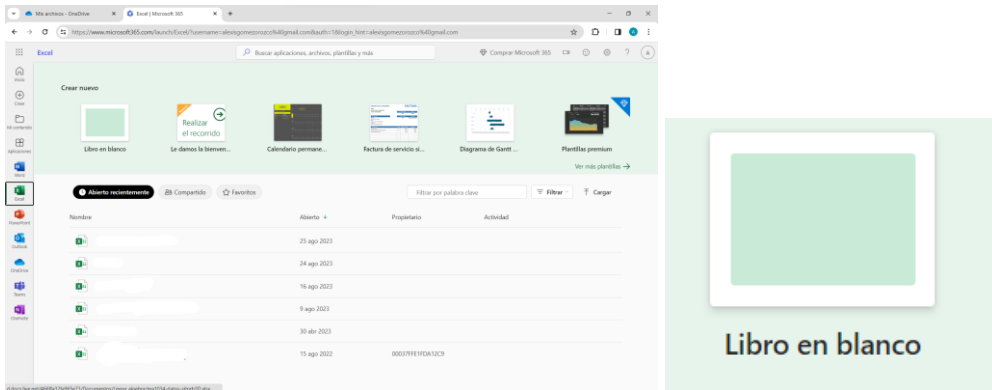 Mis archivos - OneDrive
Excel | Microsoft 365
https://www.microsoft365.com/launch/Excel/?username=alexisgomezorozco%40gmail.com&auth=1&login_hint=alexisgomezorozco%40gmail.com
Excel
Buscar aplicaciones, archivos, plantillas y más
Comprar Microsoft 365
Inicio
Crear
Mi contenido
Aplicaciones
Word
Excel
PowerPoint
Outlook
OneDrive
Teams
OneNote
Crear nuevo
Realizar
el recorrido
Libro en blanco
Le damos la bienven...
Calendario permane...
Factura de servicio si...
Diagrama de Gantt ...
Plantillas premium
Ver más plantillas →
Abierto recientemente
Compartido
Favoritos
Filtrar por palabra clave
Filtrar
Cargar
Nombre
Abierto
Propietario
Actividad
25 ago 2023
24 ago 2023
16 ago 2023
9 ago 2023
30 abr 2023
15 ago 2022
Libro en blanco